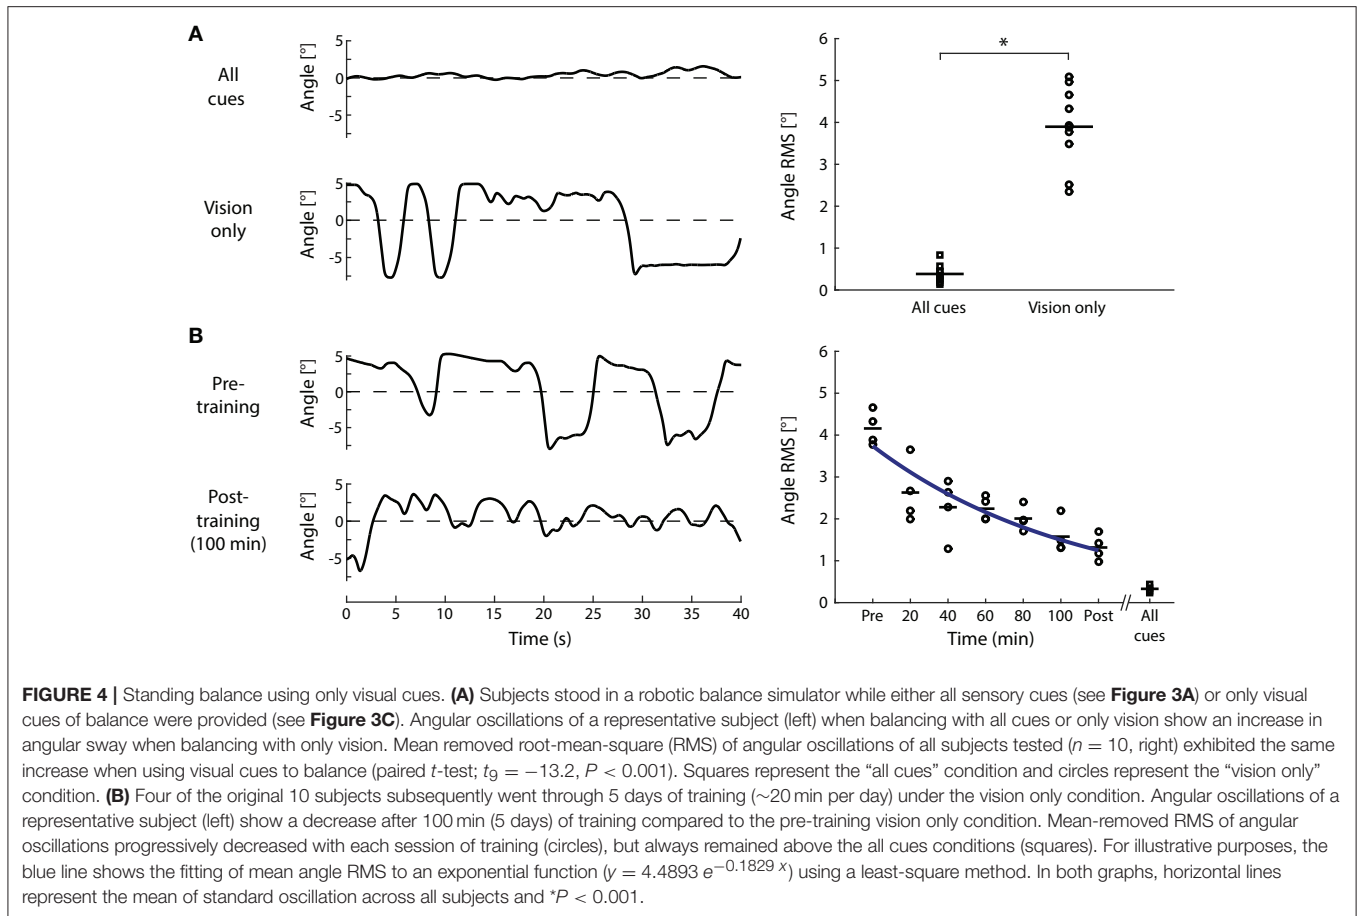 A
All
cues
Angle [°]
5
0
-5
Vision
only
Angle [°]
5
0
-5
Angle RMS [°]
6
5
4
3
2
1
0
*
All cues
Vision only
B
Pre-
training
Angle [°]
5
0
-5
Post-
training
(100 min)
Angle [°]
5
0
-5
0 5 10 15 20 25 30 35 40
Time (s)
Angle RMS [°]
6
5
4
3
2
1
0
Pre 20 40 60 80 100 Post All
cues
Time (min)
FIGURE 4 | Standing balance using only visual cues. (A) Subjects stood in a robotic balance simulator while either all sensory cues (see Figure 3A) or only visual
cues of balance were provided (see Figure 3C). Angular oscillations of a representative subject (left) when balancing with all cues or only vision show an increase in
angular sway when balancing with only vision. Mean removed root-mean-square (RMS) of angular oscillations of all subjects tested (n = 10, right) exhibited the same
increase when using visual cues to balance (paired t-test; t9 = −13.2, P < 0.001). Squares represent the “all cues” condition and circles represent the “vision only”
condition. (B) Four of the original 10 subjects subsequently went through 5 days of training (∼20 min per day) under the vision only condition. Angular oscillations of a
representative subject (left) show a decrease after 100 min (5 days) of training compared to the pre-training vision only condition. Mean-removed RMS of angular
oscillations progressively decreased with each session of training (circles), but always remained above the all cues conditions (squares). For illustrative purposes, the
blue line shows the fitting of mean angle RMS to an exponential function (y = 4.4893 e−0.1829 x) using a least-square method. In both graphs, horizontal lines
represent the mean of standard oscillation across all subjects and *P < 0.001.